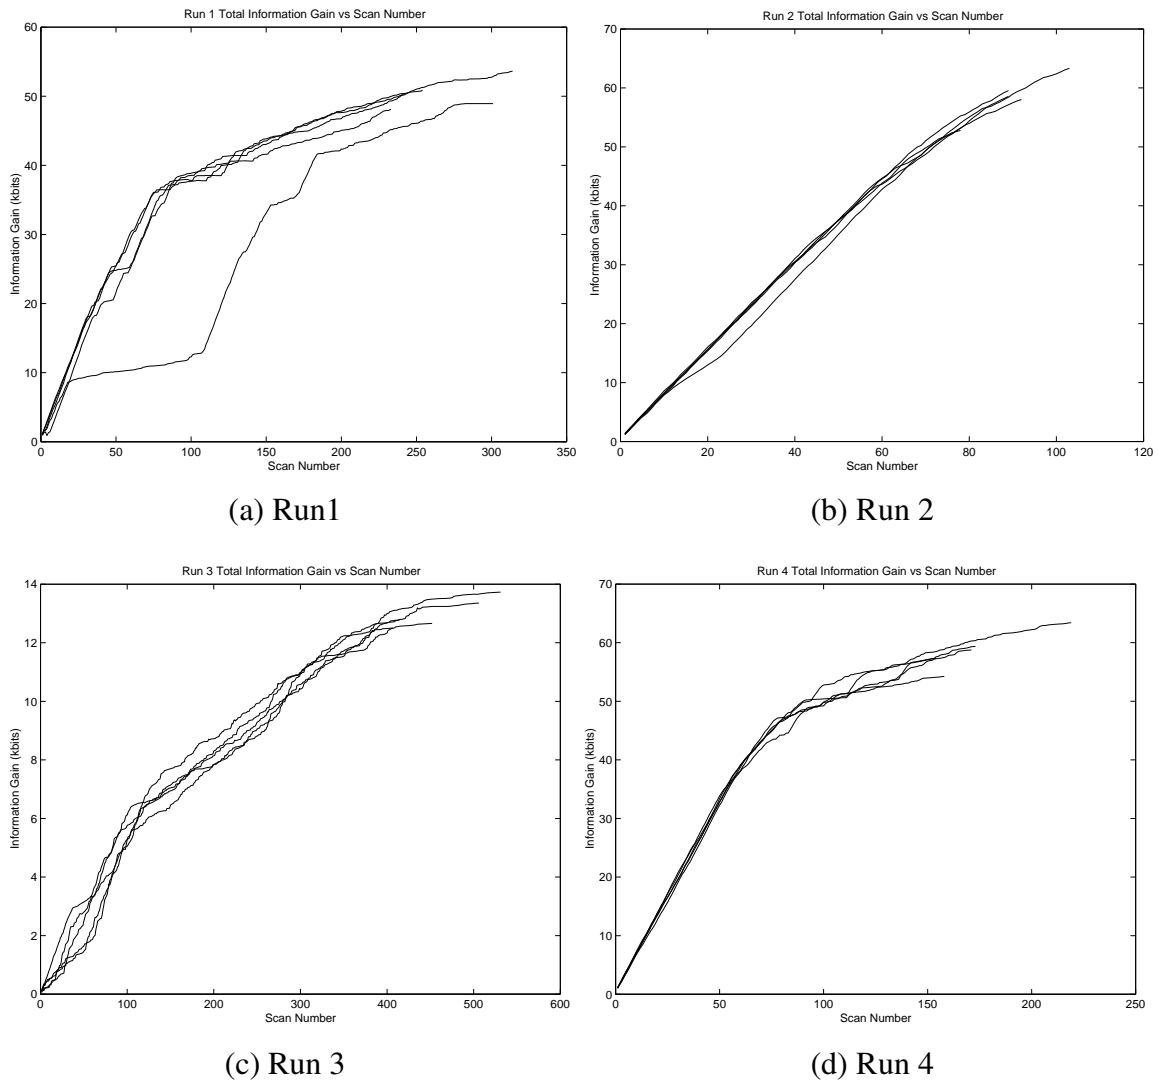 Run 1 Total Information Gain vs Scan Number
60
50
40
30
20
10
0
Information Gain (kbits)
0 50 100 150 200 250 300 350
Scan Number
(a) Run1
Run 2 Total Information Gain vs Scan Number
70
60
50
40
30
20
10
0
Information Gain (kbits)
0 20 40 60 80 100 120
Scan Number
(b) Run 2
Run 3 Total Information Gain vs Scan Number
14
12
10
8
6
4
2
0
Information Gain (kbits)
0 100 200 300 400 500 600
Scan Number
(c) Run 3
Run 4 Total Information Gain vs Scan Number
70
60
50
40
30
20
10
0
Information Gain (kbits)
0 50 100 150 200 250
Scan Number
(d) Run 4